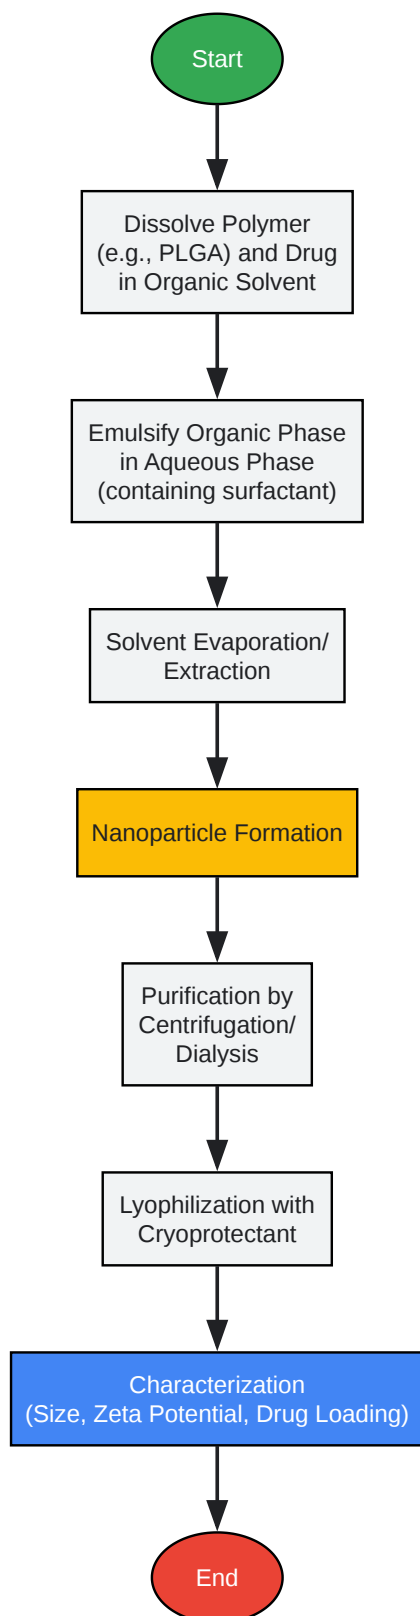 Start
Dissolve Polymer
(e.g., PLGA) and Drug
in Organic Solvent
Emulsify Organic Phase
in Aqueous Phase
(containing surfactant)
Solvent Evaporation/
Extraction
Nanoparticle Formation
Purification by
Centrifugation/
Dialysis
Lyophilization with
Cryoprotectant
Characterization
(Size, Zeta Potential, Drug Loading)
End